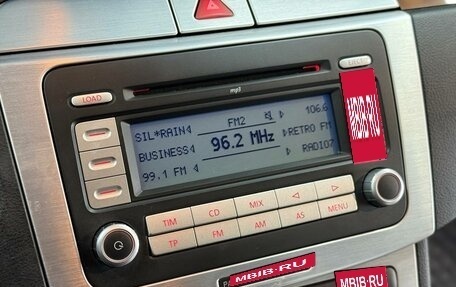 LOAD
EJECT
mp3
MBIB.RU
FM2
106.6
SIL*RAIN
96.2 MHz
RETRO FM
BUSINESS
RADIO7
99.1 FM
TIM CD MIX
TP FM AM AS MENU
MBIB.RU
MBIB.RU